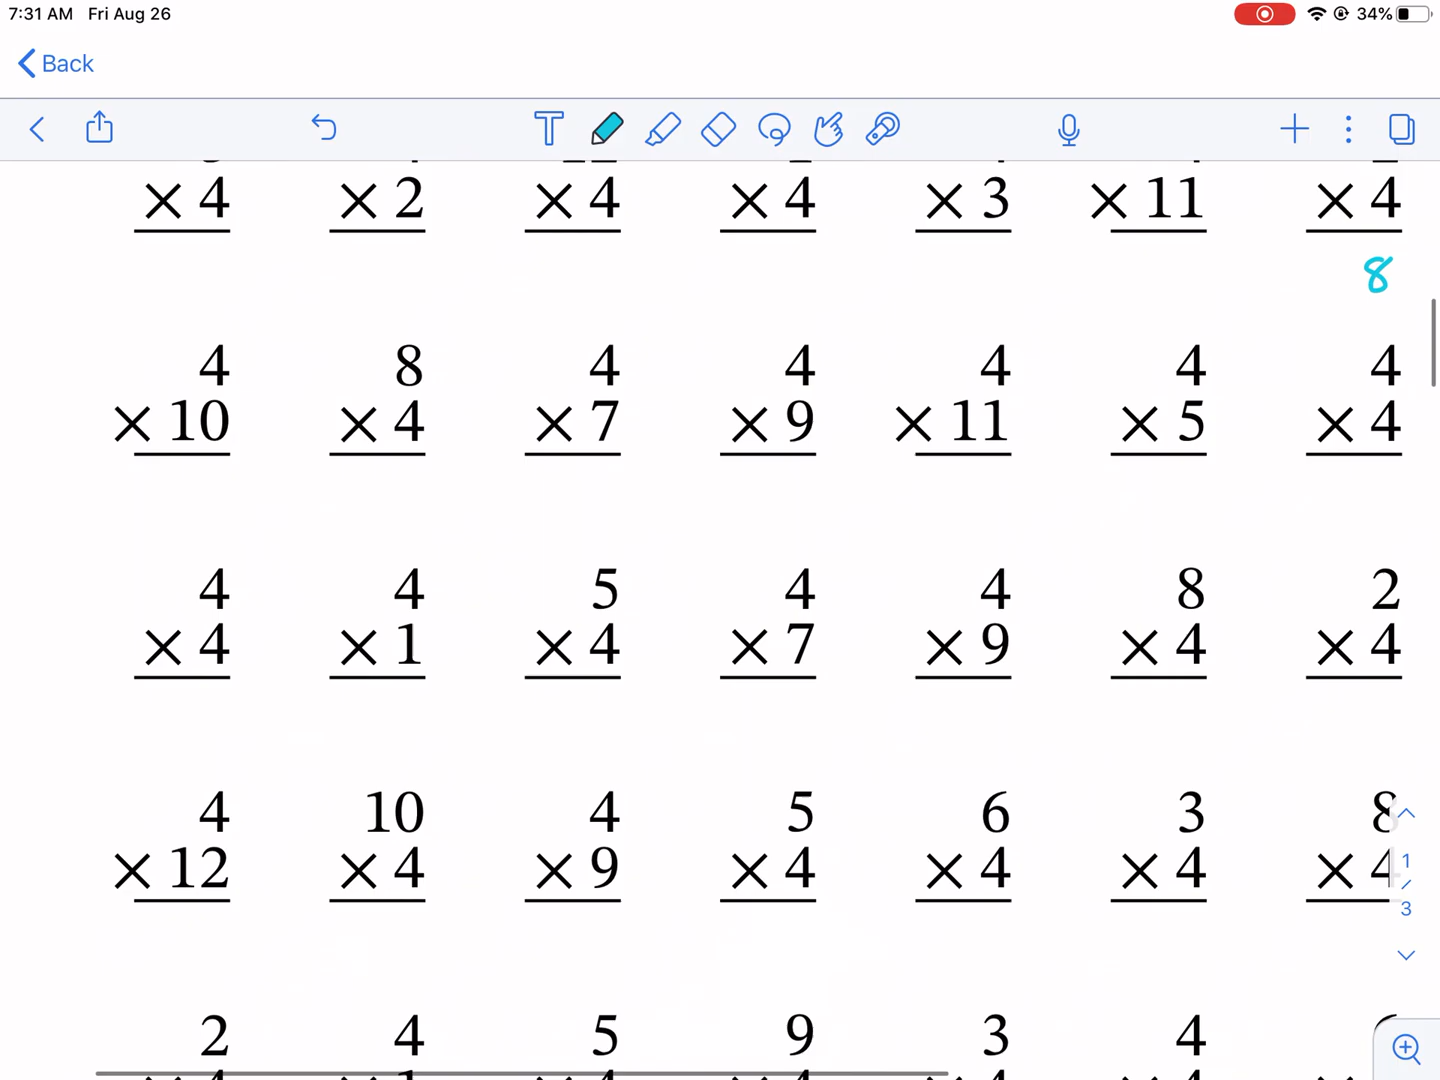 7:31 AM Fri Aug 26 34%
Back
T
× 4 × 2 × 4 × 4 × 3 × 11 × 4
8
4 8 4 4 4 4 4
× 10 × 4 × 7 × 9 × 11 × 5 × 4
4 4 5 4 4 8 2
× 4 × 1 × 4 × 7 × 9 × 4 × 4
4 10 4 5 6 3 8
× 12 × 4 × 9 × 4 × 4 × 4 × 4
1
/
3
2 4 5 9 3 4